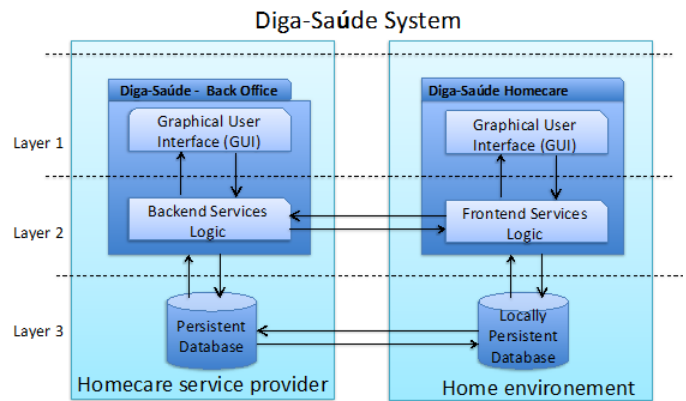 Diga-Saúde System
Diga-Saúde - Back Office
Diga-Saúde Homecare
Layer 1
Graphical User
Interface (GUI)
Graphical User
Interface (GUI)
Layer 2
Backend Services
Logic
Frontend Services
Logic
Layer 3
Persistent
Database
Locally
Persistent
Database
Homecare service provider
Home environement